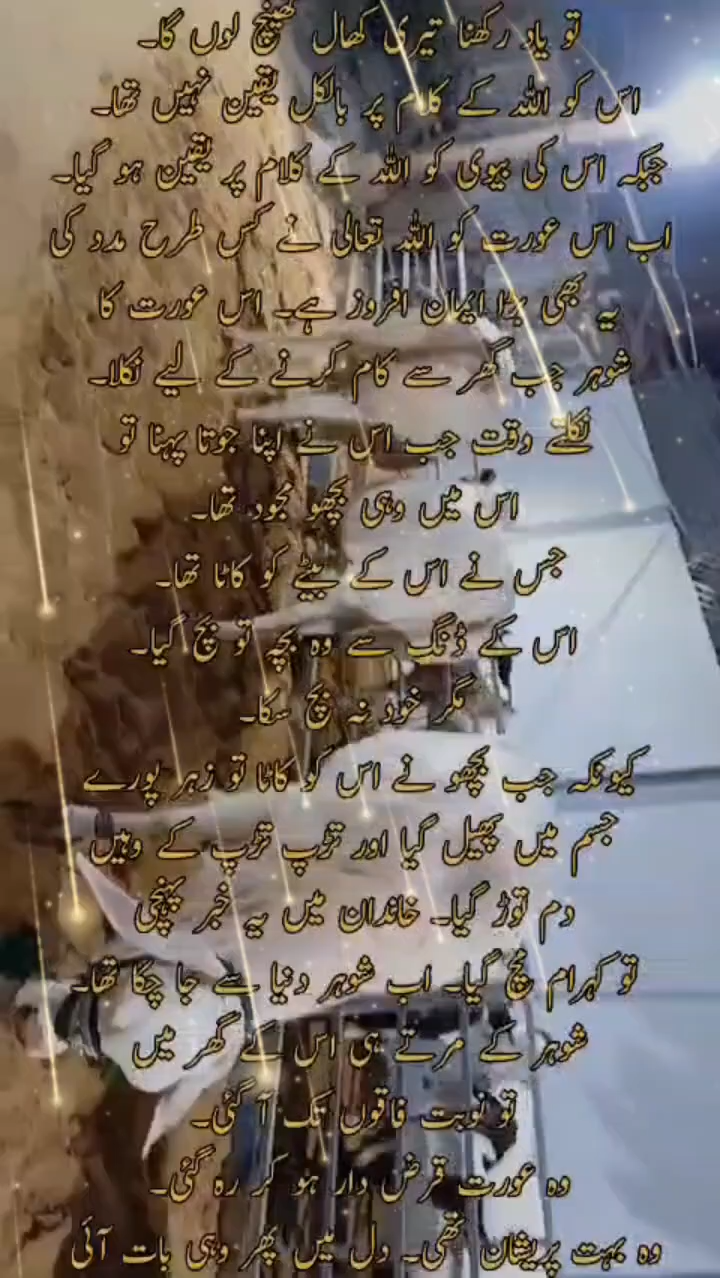 تو یاد رکھنا تیری کھال کھینچ لوں گا۔
اس کو اللہ کے کلام پر بالکل یقین نہیں تھا۔
جبکہ اس کی بیوی کو اللہ کے کلام پر یقین ہو گیا۔
اب اس عورت کو اللہ تعالی نے کس طرح مدد کی
یہ بھی بڑا ایمان افروز ہے۔ اس عورت کا
شوہر جب گھر سے کام کرنے کے لیے نکلا۔
نکلتے وقت جب اس نے اپنا جوتا پہنا تو
اس میں وہی بچھو مجود تھا۔
جس نے اس کے بیٹے کو کاٹا تھا۔
اس کے ڈنگ سے وہ بچہ تو بچ گیا۔
مگر خود نہ بچ سکا۔
کیونکہ جب بچھو نے اس کو کاٹا تو زہر پورے
جسم میں پھیل گیا اور تڑپ تڑپ کے وہیں
دم توڑ گیا۔ خاندان میں یہ خبر پہنچی
تو کہرام مچ گیا۔ اب شوہر دنیا سے جا چکا تھا۔
شوہر کے مرتے ہی اس کے گھر میں
تو نوبت فاقوں تک آ گئی۔
وہ عورت قرض دار ہو کر رہ گئی۔
وہ بہت پریشان تھی۔ دل میں پھر وہی بات آئی